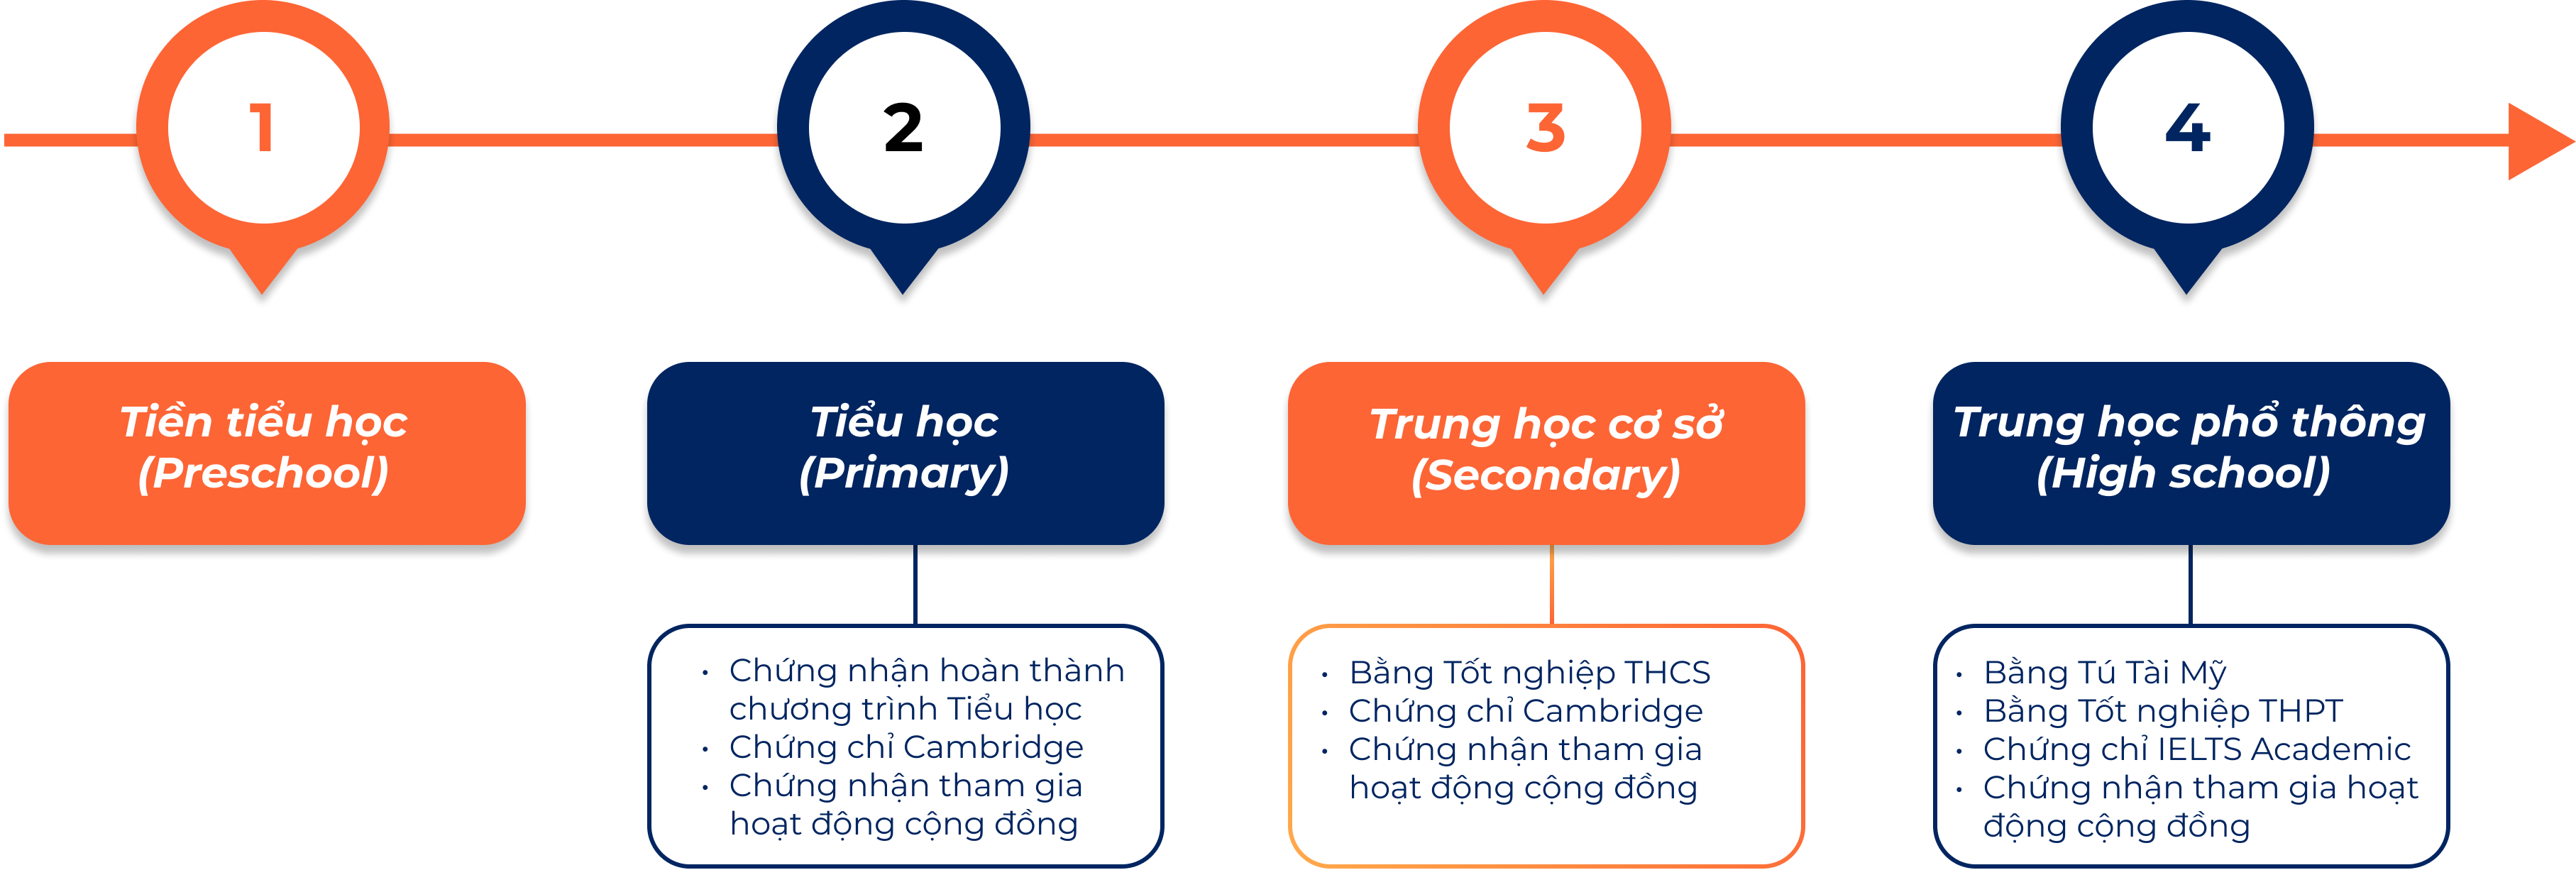 1
2
3
4
Tiền tiểu học
(Preschool)
Tiểu học
(Primary)
Trung học cơ sở
(Secondary)
Trung học phổ thông
(High school)
• Chứng nhận hoàn thành
chương trình Tiểu học
• Chứng chỉ Cambridge
• Chứng nhận tham gia
hoạt động cộng đồng
• Bằng Tốt nghiệp THCS
• Chứng chỉ Cambridge
• Chứng nhận tham gia
hoạt động cộng đồng
• Bằng Tú Tài Mỹ
• Bằng Tốt nghiệp THPT
• Chứng chỉ IELTS Academic
• Chứng nhận tham gia hoạt
động cộng đồng